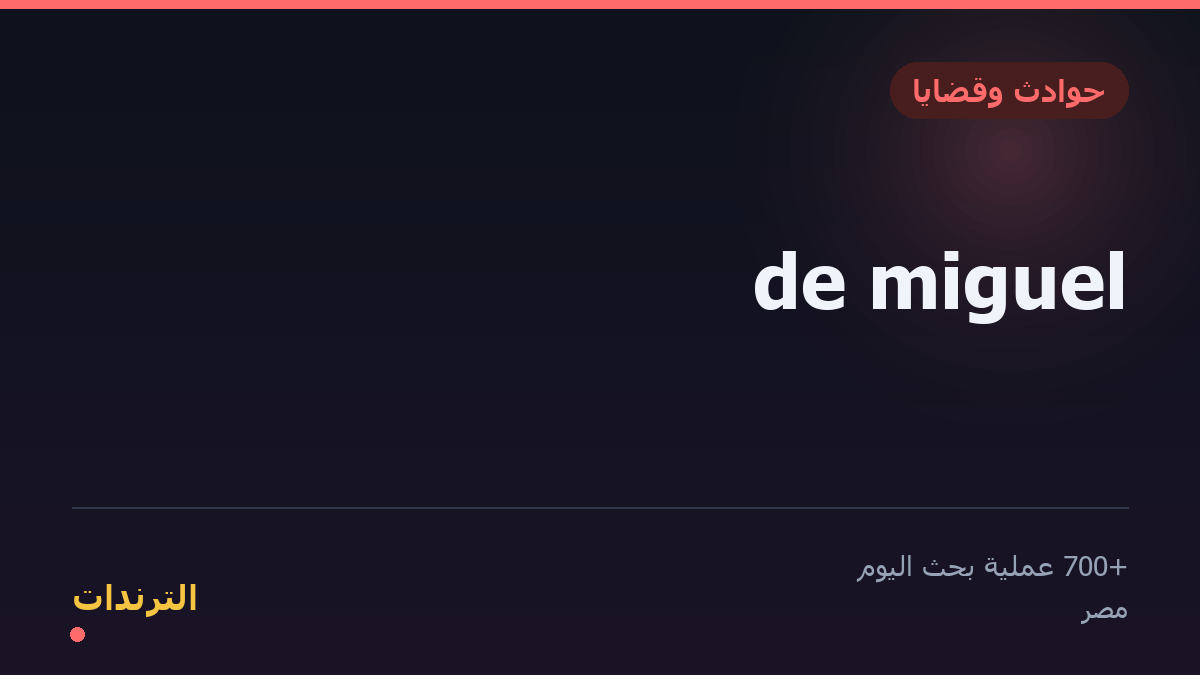 حوادث وقضايا
de miguel
+700 عملية بحث اليوم
مصر
الترندات